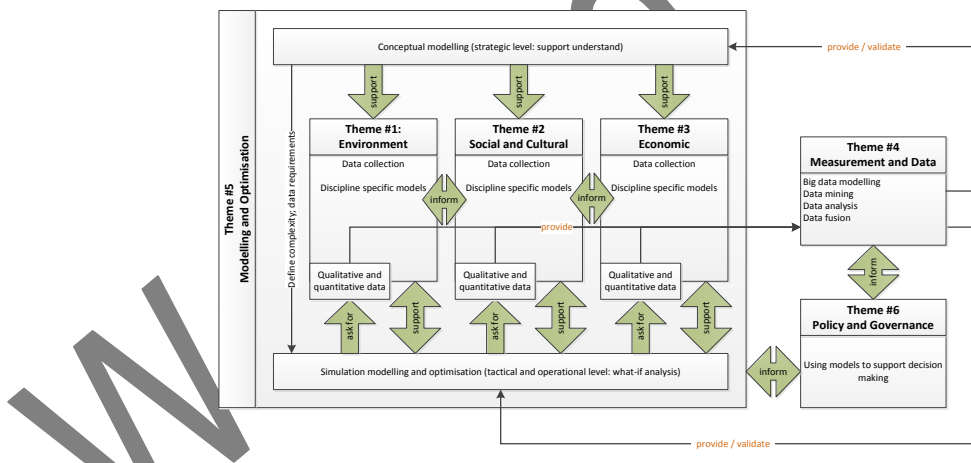 Theme #5
Modelling and Optimisation
Conceptual modelling (strategic level: support understand)
provide / validate
support
support
support
Define complexity; data requirements
Theme #1:
Environment
Data collection
Discipline specific models
inform
Theme #2
Social and Cultural
Data collection
Discipline specific models
inform
Theme #3
Economic
Data collection
Discipline specific models
provide
Theme #4
Measurement and Data
Big data modelling
Data mining
Data analysis
Data fusion
Qualitative and
quantitative data
Qualitative and
quantitative data
Qualitative and
quantitative data
inform
ask for
support
ask for
support
ask for
support
Theme #6
Policy and Governance
Using models to support decision
making
inform
Simulation modelling and optimisation (tactical and operational level: what-if analysis)
provide / validate
W